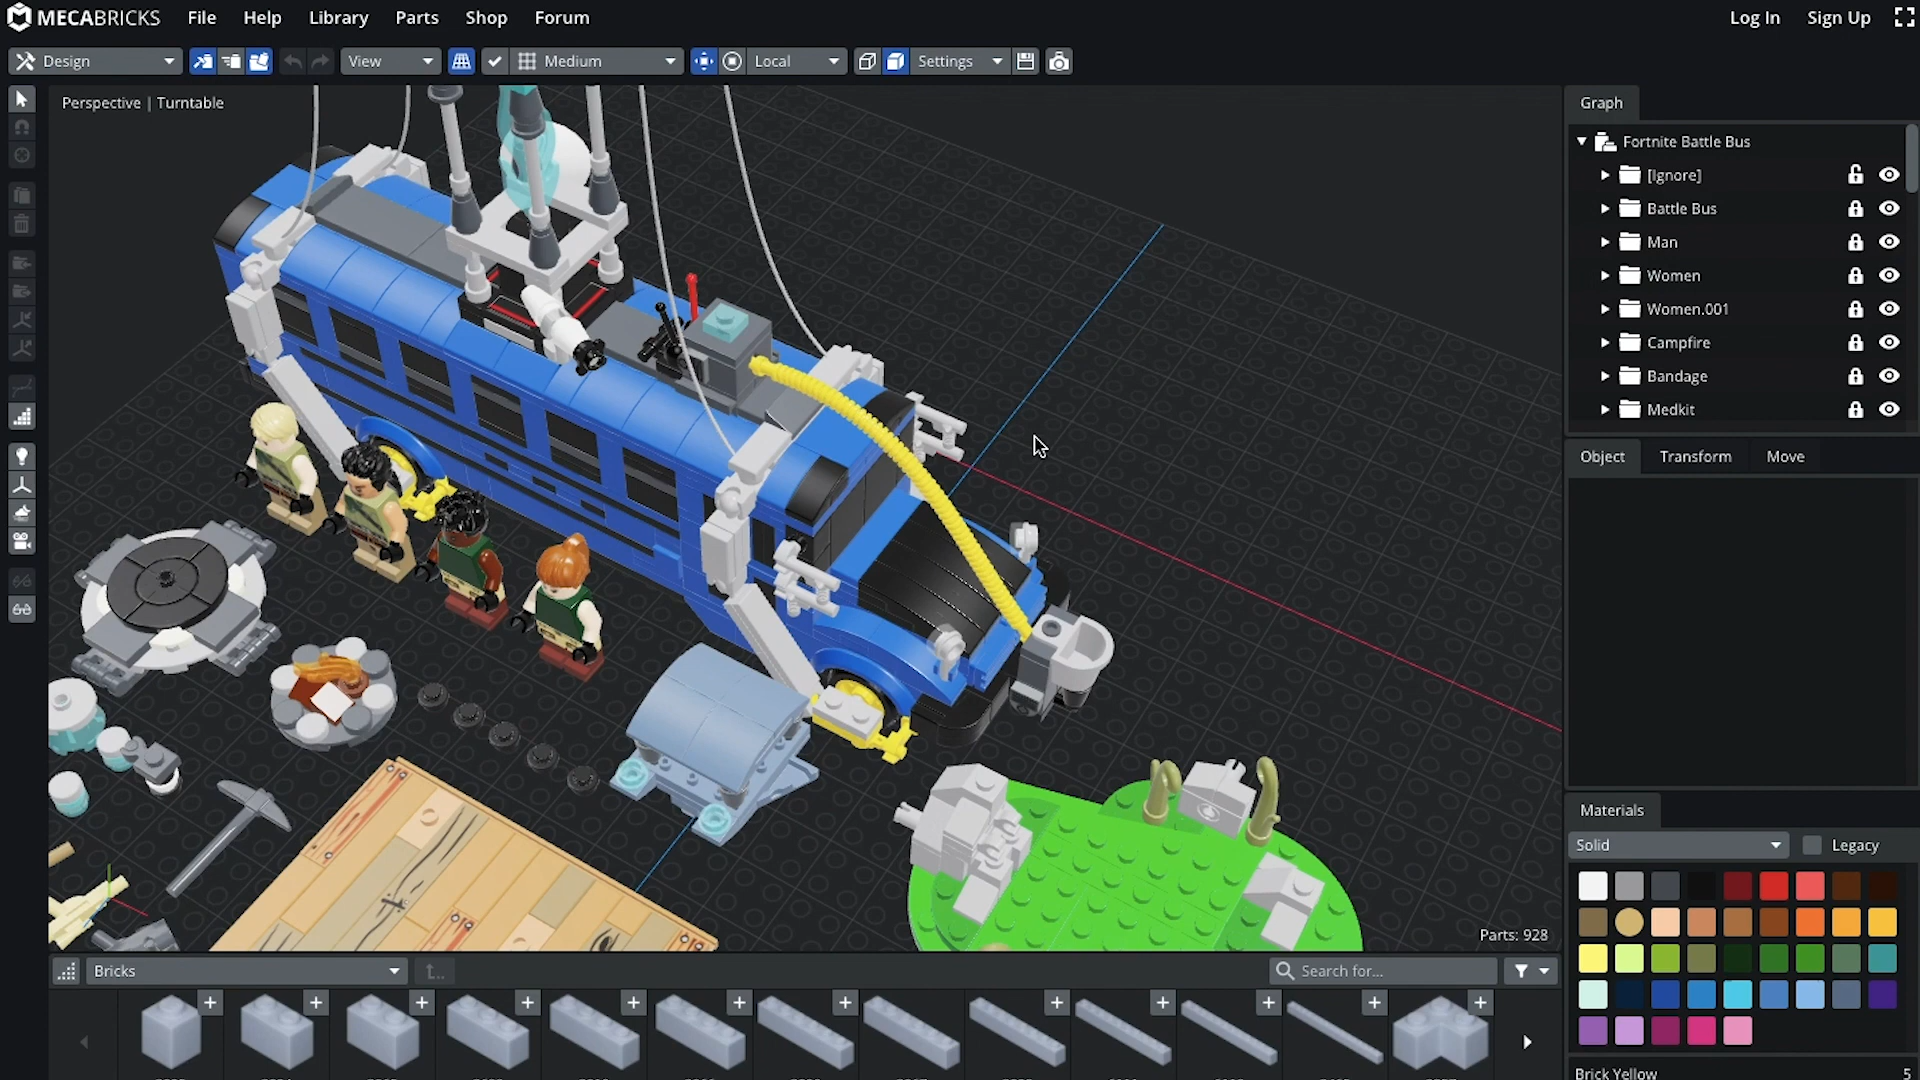 MECABRICKS File Help Library Parts Shop Forum Log In Sign Up
Design View Medium Local Settings
Perspective | Turntable
Graph
Fortnite Battle Bus
[Ignore]
Battle Bus
Man
Women
Women.001
Campfire
Bandage
Medkit
Object Transform Move
Materials
Solid Legacy
Parts: 928
Bricks Search for...
Brick Yellow 5